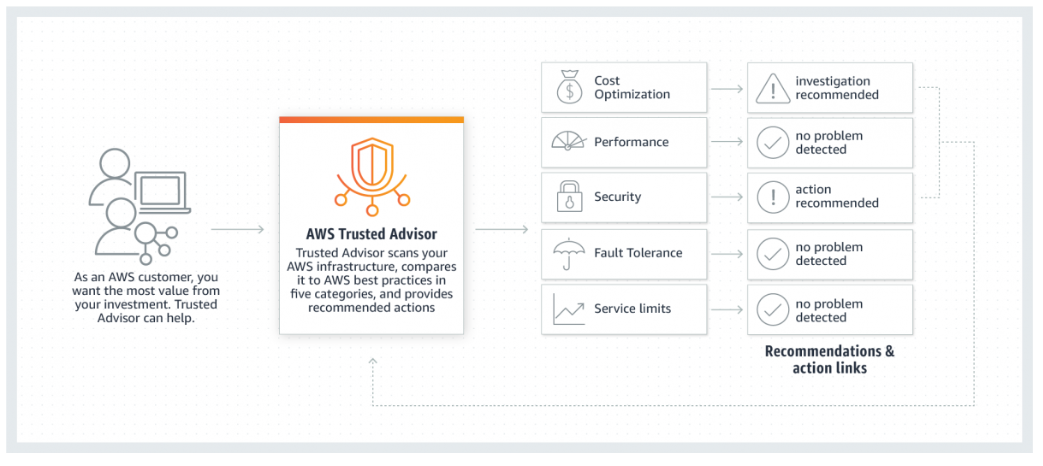 As an AWS customer, you
want the most value from
your investment. Trusted
Advisor can help.
AWS Trusted Advisor
Trusted Advisor scans your
AWS infrastructure, compares
it to AWS best practices in
five categories, and provides
recommended actions
Cost
Optimization
investigation
recommended
Performance
no problem
detected
Security
action
recommended
Fault Tolerance
no problem
detected
Service limits
no problem
detected
Recommendations &
action links